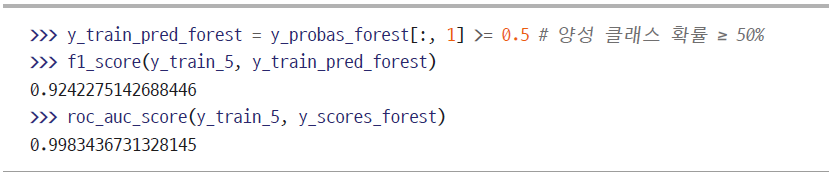 >>> y_train_pred_forest = y_probas_forest[:, 1] >= 0.5 # 양성 클래스 확률 ≥ 50%
>>> f1_score(y_train_5, y_train_pred_forest)
0.9242275142688446
>>> roc_auc_score(y_train_5, y_scores_forest)
0.9983436731328145